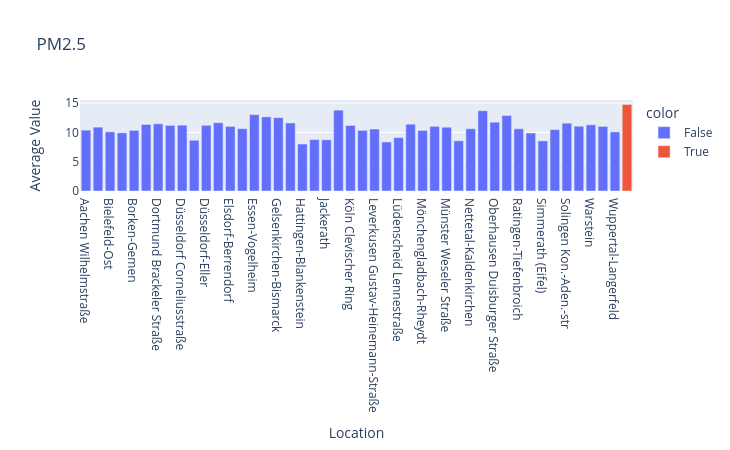 PM2.5
Average Value
15
10
5
0
color
False
True
Aachen Wilhelmstraße
Bielefeld-Ost
Borken-Gemen
Dortmund Brackeler Straße
Düsseldorf Corneliusstraße
Düsseldorf-Eller
Elsdorf-Berrendorf
Essen-Vogelheim
Gelsenkirchen-Bismarck
Hattingen-Blankenstein
Jackerath
Köln Clevischer Ring
Leverkusen Gustav-Heinemann-Straße
Lüdenscheid Lennestraße
Mönchengladbach-Rheydt
Münster Weseler Straße
Nettetal-Kaldenkirchen
Oberhausen Duisburger Straße
Ratingen-Tiefenbroich
Simmerath (Eifel)
Solingen Kon.-Aden.-str
Warstein
Wuppertal-Langerfeld
Location